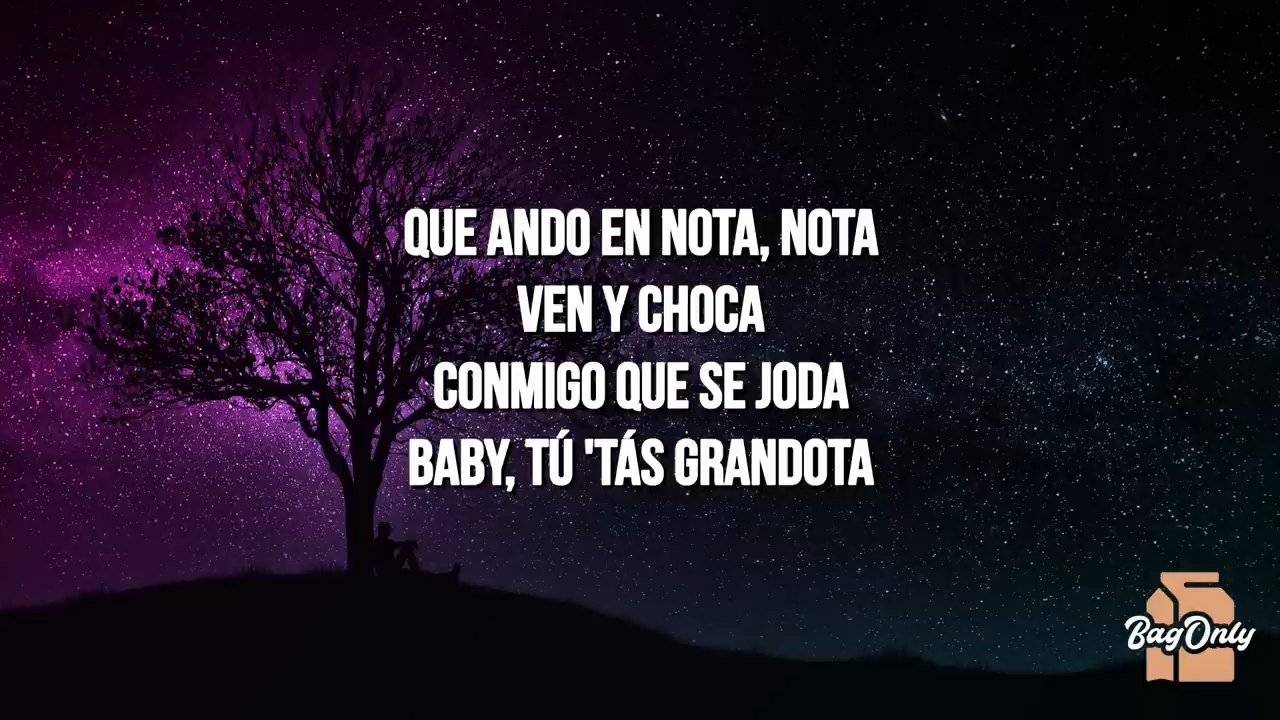 QUE ANDO EN NOTA, NOTA
VEN Y CHOCA
CONMIGO QUE SE JODA
BABY, TÚ 'TÁS GRANDOTA
BagOnly